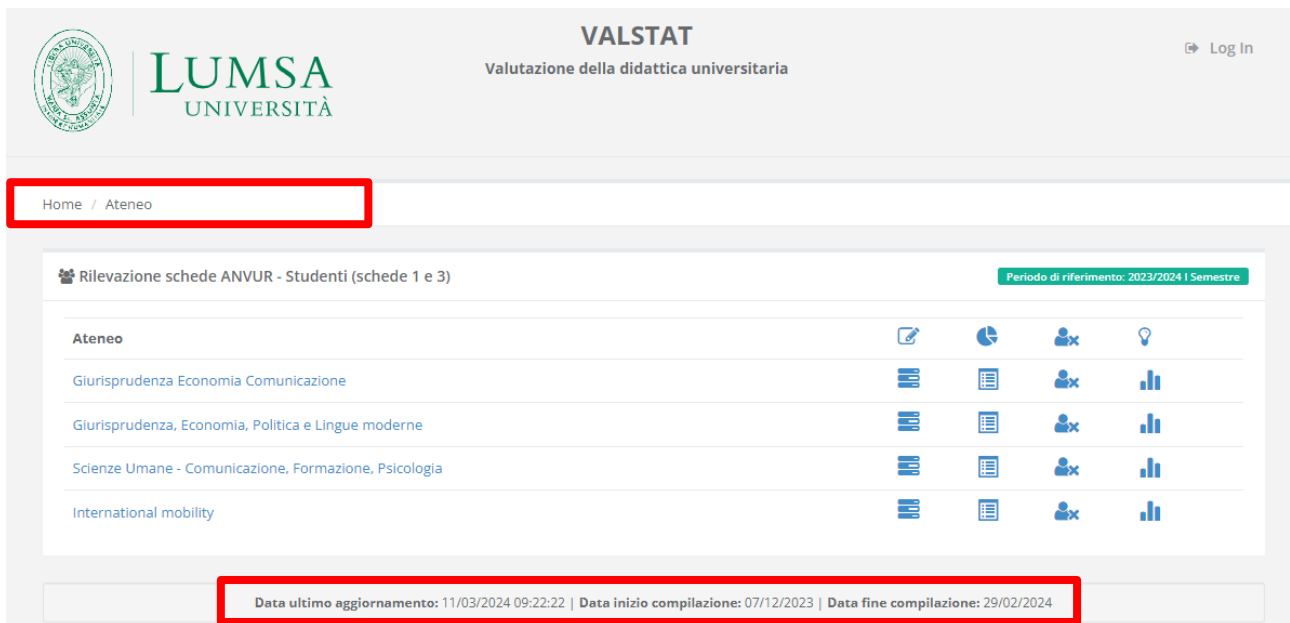 VALSTAT
Valutazione della didattica universitaria
Log In
LUMSA
UNIVERSITÀ
Home / Ateneo
Rilevazione schede ANVUR - Studenti (schede 1 e 3)
Periodo di riferimento: 2023/2024 I Semestre
Ateneo
Giurisprudenza Economia Comunicazione
Giurisprudenza, Economia, Politica e Lingue moderne
Scienze Umane - Comunicazione, Formazione, Psicologia
International mobility
Data ultimo aggiornamento: 11/03/2024 09:22:22 | Data inizio compilazione: 07/12/2023 | Data fine compilazione: 29/02/2024